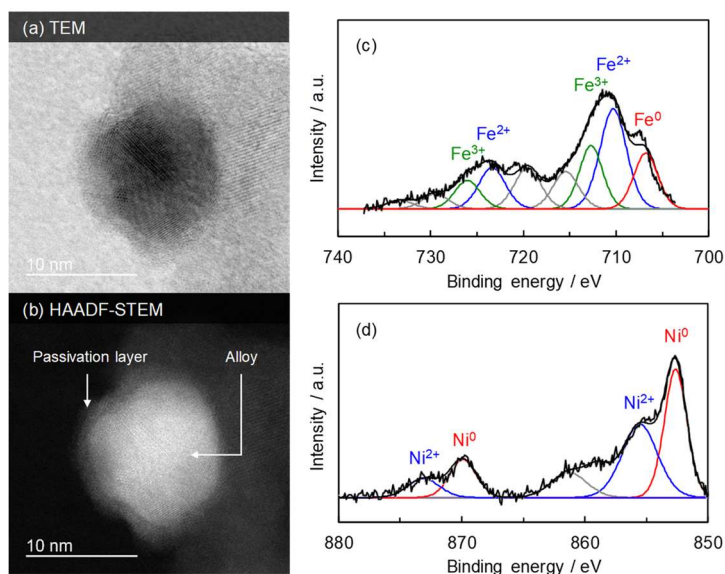 (a) TEM
10 nm
(b) HAADF-STEM
Passivation layer
Alloy
10 nm
(c)
Fe²⁺
Fe³⁺
Fe⁰
Fe²⁺
Fe³⁺
Intensity / a.u.
740 730 720 710 700
Binding energy / eV
(d)
Ni⁰
Ni²⁺
Ni⁰
Ni²⁺
Intensity / a.u.
880 870 860 850
Binding energy / eV